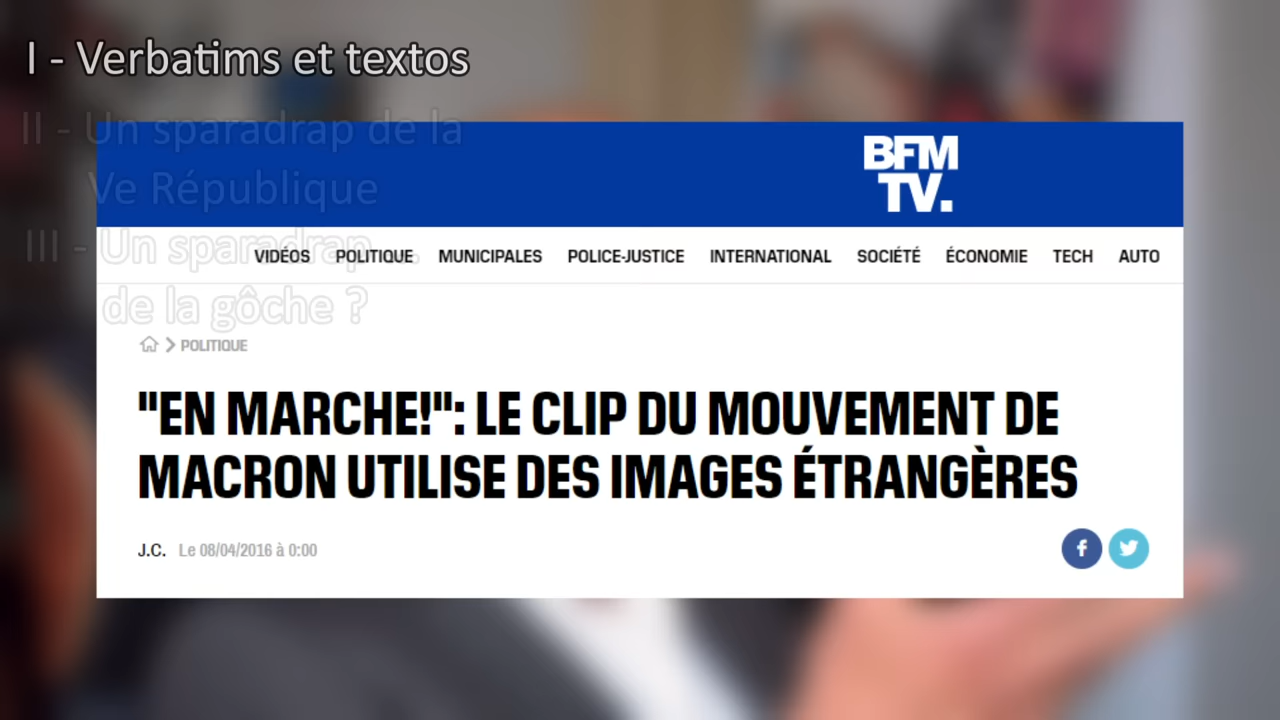 I - Verbatims et textos
II - Un sparadrap de la
Ve République
III - Un sparadrap...
de la gôche ?
BFM
TV.
VIDÉOS POLITIQUE MUNICIPALES POLICE-JUSTICE INTERNATIONAL SOCIÉTÉ ÉCONOMIE TECH AUTO
POLITIQUE
"EN MARCHE!": LE CLIP DU MOUVEMENT DE
MACRON UTILISE DES IMAGES ÉTRANGÈRES
J.C. Le 08/04/2016 à 0:00